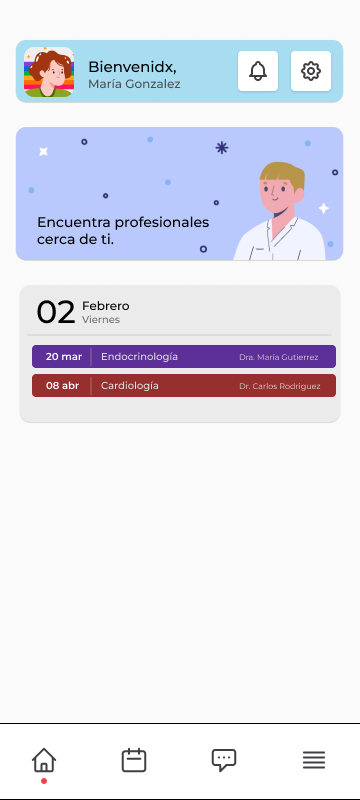 Bienvenidx,
María Gonzalez
Encuentra profesionales
cerca de ti.
02 Febrero
Viernes
20 mar Endocrinología Dra. María Gutierrez
08 abr Cardiología Dr. Carlos Rodriguez